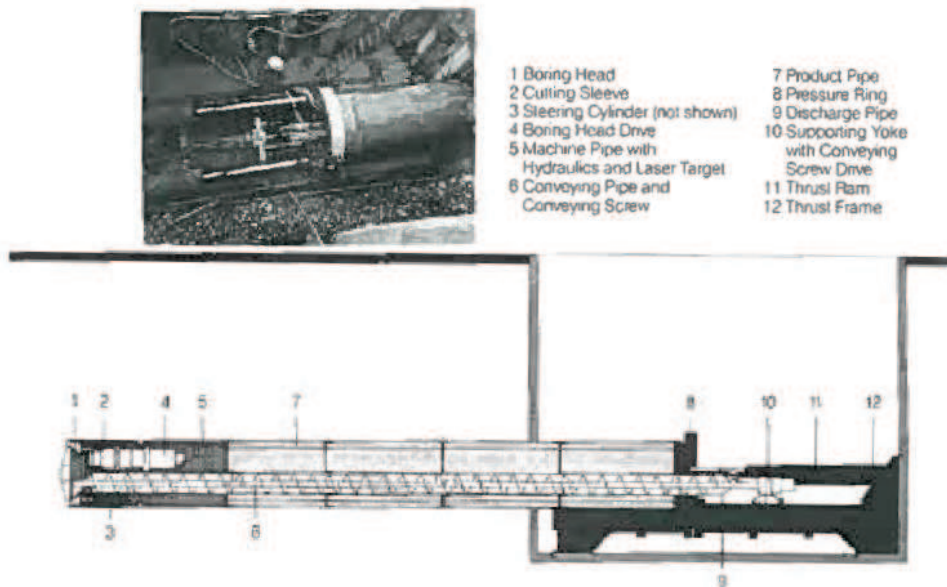 1 Boring Head
2 Cutting Sleeve
3 Steering Cylinder (not shown)
4 Boring Head Drive
5 Machine Pipe with
Hydraulics and Laser Target
6 Conveying Pipe and
Conveying Screw
7 Product Pipe
8 Pressure Ring
9 Discharge Pipe
10 Supporting Yoke
with Conveying
Screw Drive
11 Thrust Ram
12 Thrust Frame
1 2 4 5 7 8 10 11 12
3 6 9